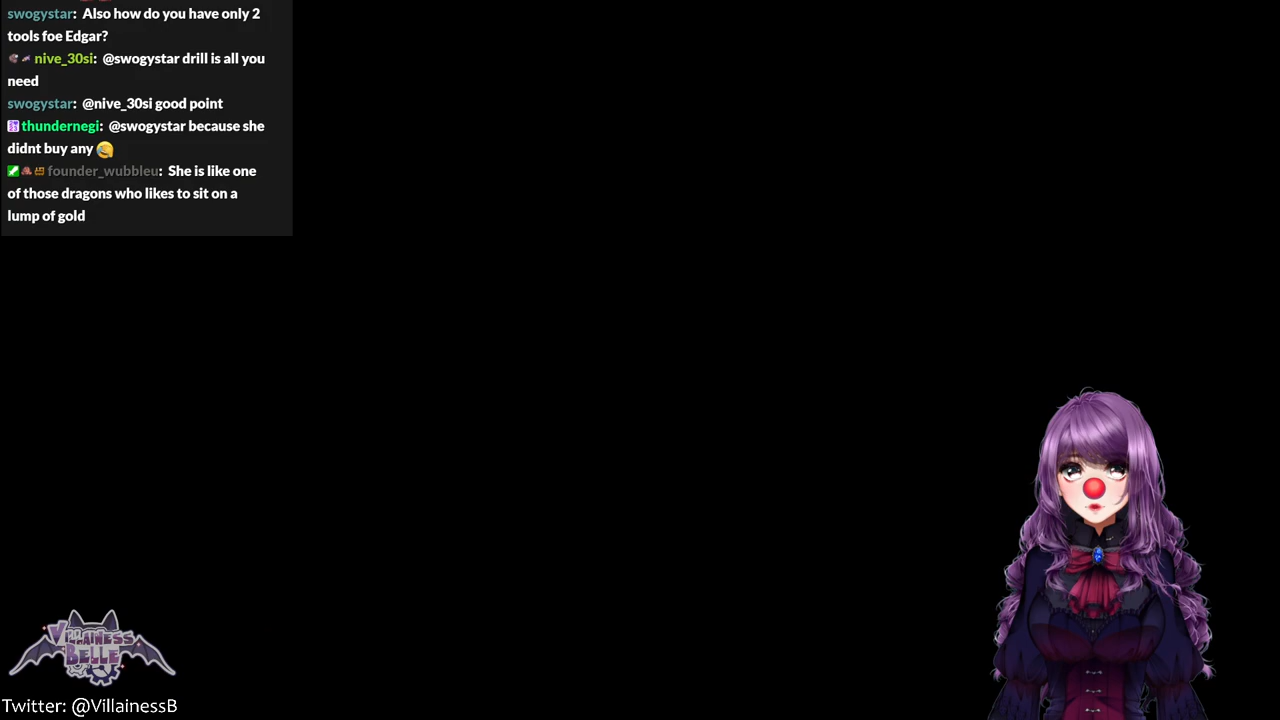 swogystar: Also how do you have only 2
tools foe Edgar?
nive_30si: @swogystar drill is all you
need
swogystar: @nive_30si good point
thundernegi: @swogystar because she
didnt buy any
founder_wubbleu: She is like one
of those dragons who likes to sit on a
lump of gold
VILLAINESS
BELLE
Twitter: @VillainessB